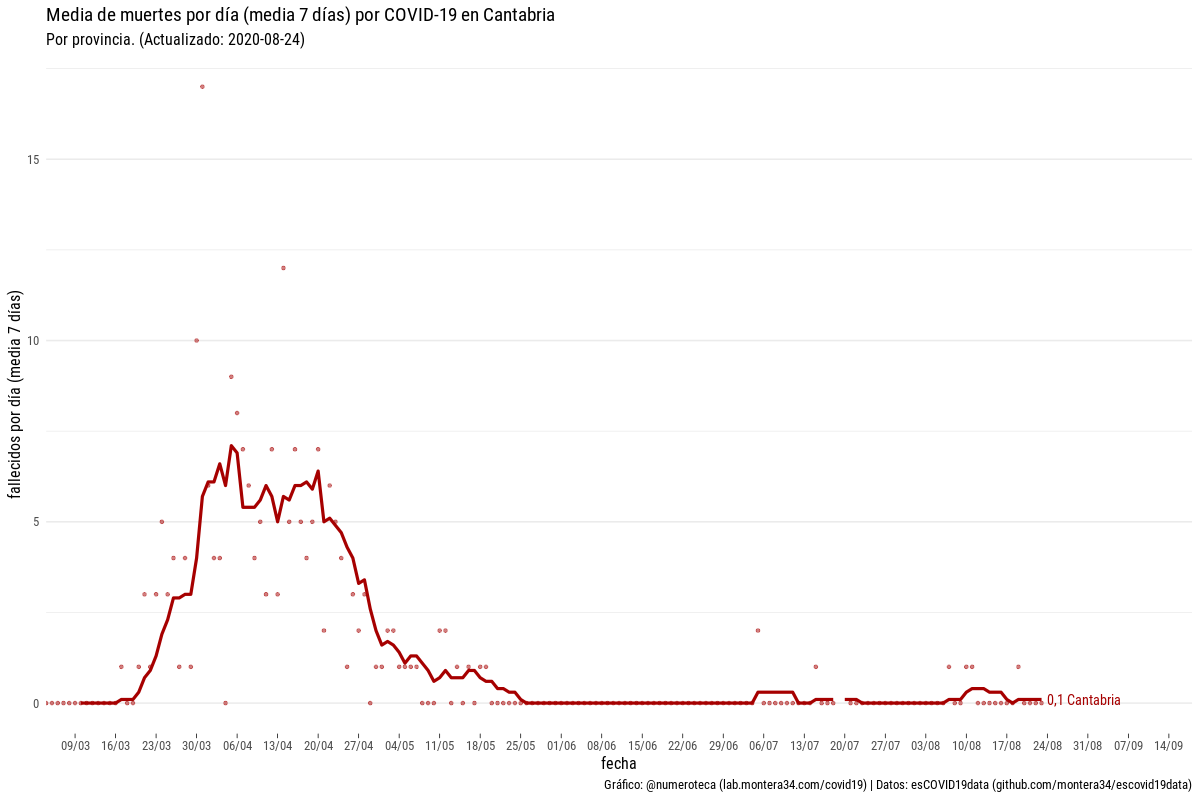 Media de muertes por día (media 7 días) por COVID-19 en Cantabria
Por provincia. (Actualizado: 2020-08-24)
fallecidos por día (media 7 días)
15
10
5
0
0,1 Cantabria
09/03 16/03 23/03 30/03 06/04 13/04 20/04 27/04 04/05 11/05 18/05 25/05 01/06 08/06 15/06 22/06 29/06 06/07 13/07 20/07 27/07 03/08 10/08 17/08 24/08 31/08 07/09 14/09
fecha
Gráfico: @numeroteca (lab.montera34.com/covid19) | Datos: esCOVID19data (github.com/montera34/escovid19data)